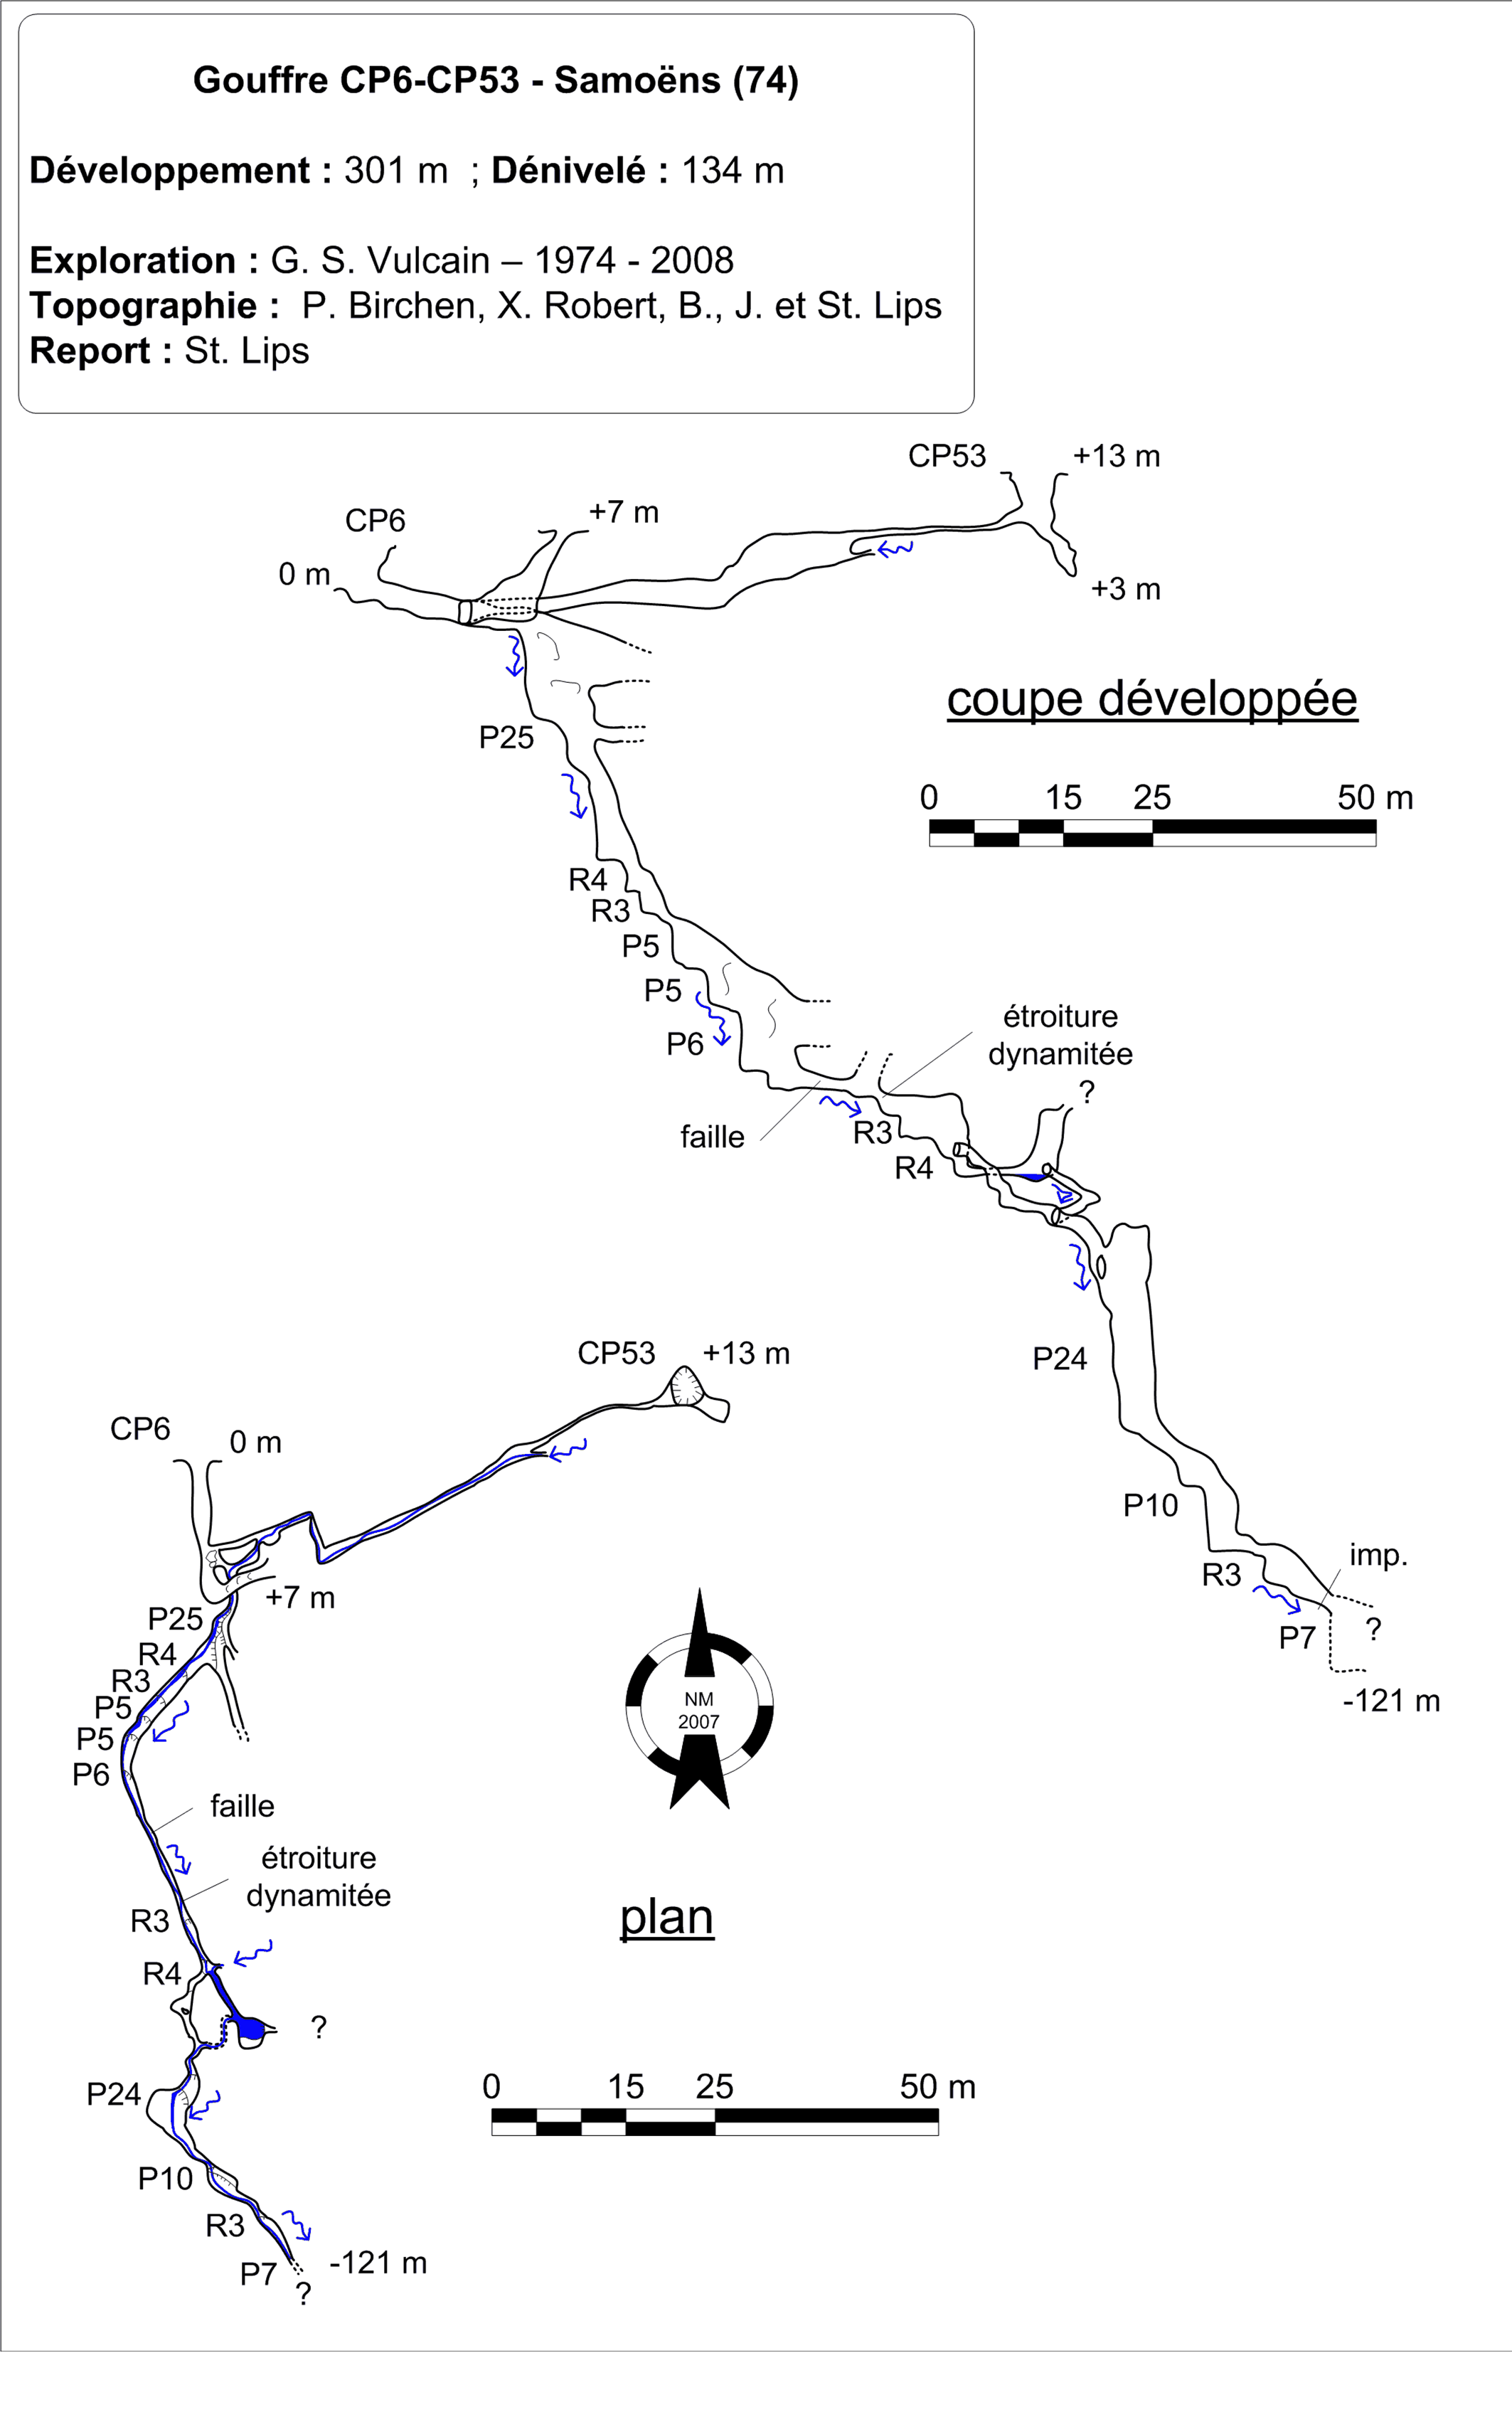 Gouffre CP6-CP53 - Samoëns (74)
Développement : 301 m ; Dénivelé : 134 m
Exploration : G. S. Vulcain – 1974 - 2008
Topographie : P. Birchen, X. Robert, B., J. et St. Lips
Report : St. Lips
CP53
+13 m
CP6
+7 m
0 m
+3 m
coupe développée
P25
0 15 25 50 m
R4
R3
P5
P5
P6
étroiture
dynamitée
?
faille
R3
R4
P24
P10
imp.
R3
P7
?
-121 m
CP53
+13 m
CP6
0 m
+7 m
P25
R4
R3
P5
P5
P6
NM
2007
faille
étroiture
dynamitée
R3
plan
R4
?
P24
0 15 25 50 m
P10
R3
-121 m
P7
?